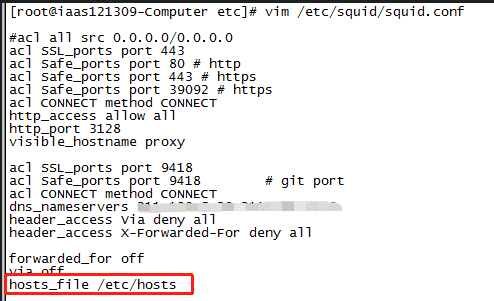 [root@iaas121309-Computer etc]# vim /etc/squid/squid.conf
#acl all src 0.0.0.0/0.0.0.0
acl SSL_ports port 443
acl Safe_ports port 80 # http
acl Safe_ports port 443 # https
acl Safe_ports port 39092 # https
acl CONNECT method CONNECT
http_access allow all
http_port 3128
visible_hostname proxy
acl SSL_ports port 9418
acl Safe_ports port 9418 # git port
acl CONNECT method CONNECT
dns_nameservers
header_access Via deny all
header_access X-Forwarded-For deny all
forwarded_for off
via off
hosts_file /etc/hosts